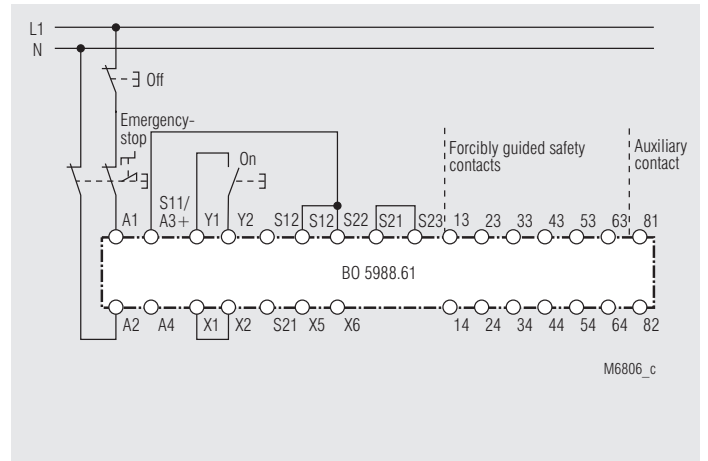 L1
N
Off
Emergency-
stop
On
Forcibly guided safety
contacts
Auxiliary
contact
S11/
A1 A3+ Y1 Y2 S12 S12 S22 S21 S23 13 23 33 43 53 63 81
BO 5988.61
A2 A4 X1 X2 S21 X5 X6 14 24 34 44 54 64 82
M6806_c